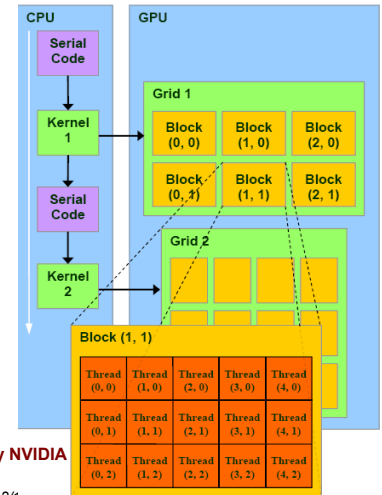 CPU
GPU
Serial
Code
Kernel
1
Serial
Code
Kernel
2
Grid 1
Block
(0, 0)
Block
(1, 0)
Block
(2, 0)
Block
(0, 1)
Block
(1, 1)
Block
(2, 1)
Grid 2
Block (1, 1)
Thread
(0, 0)
Thread
(1, 0)
Thread
(2, 0)
Thread
(3, 0)
Thread
(4, 0)
Thread
(0, 1)
Thread
(1, 1)
Thread
(2, 1)
Thread
(3, 1)
Thread
(4, 1)
Thread
(0, 2)
Thread
(1, 2)
Thread
(2, 2)
Thread
(3, 2)
Thread
(4, 2)
y NVIDIA